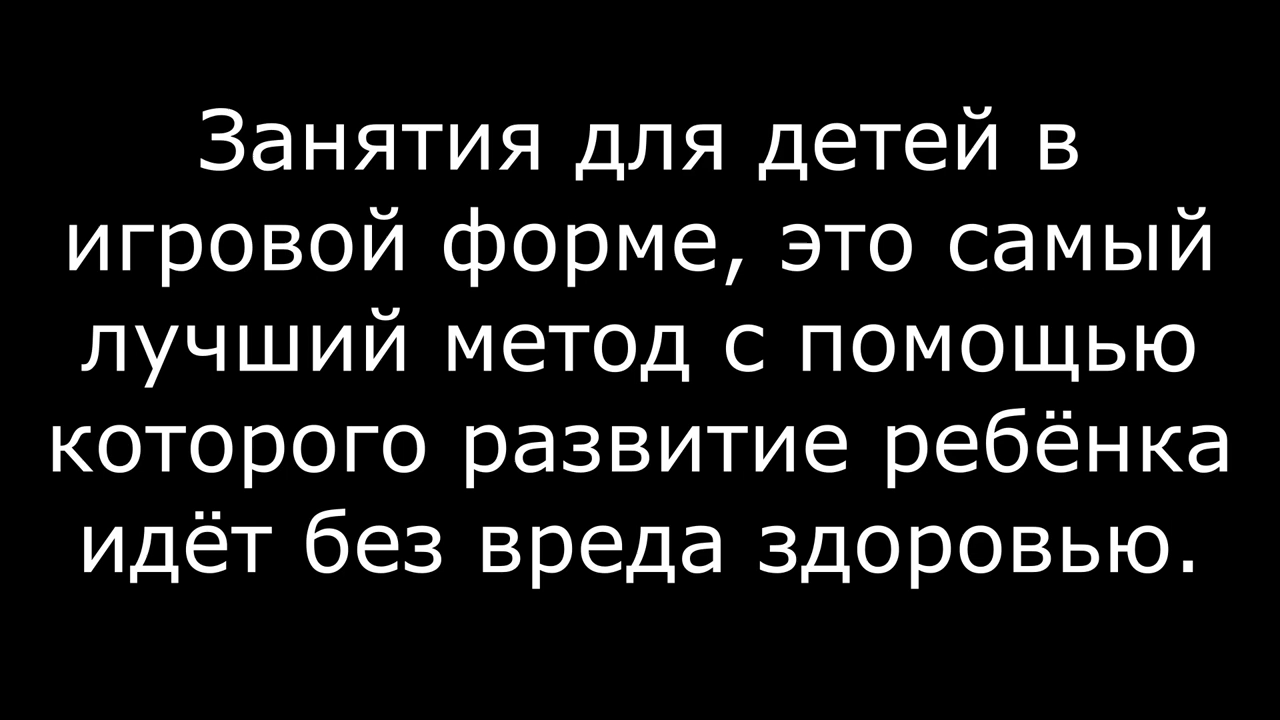 Занятия для детей в
игровой форме, это самый
лучший метод с помощью
которого развитие ребёнка
идёт без вреда здоровью.